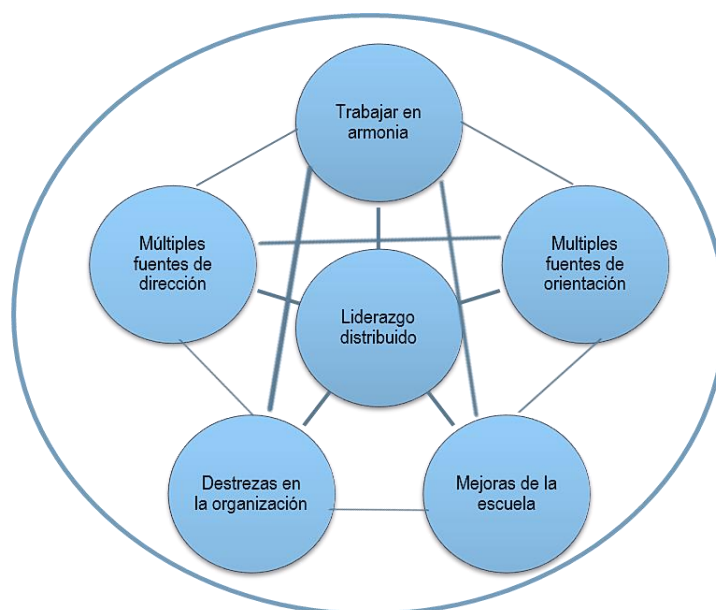 Trabajar en
armonia
Múltiples
fuentes de
dirección
Multiples
fuentes de
orientación
Liderazgo
distribuido
Destrezas en
la organización
Mejoras de la
escuela